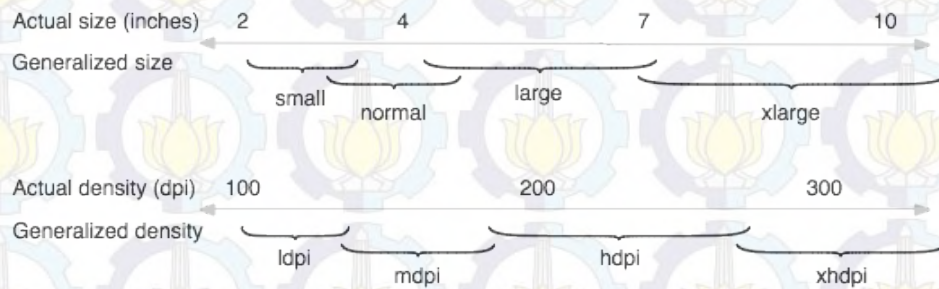 Actual size (inches) 2 4 7 10
Generalized size
small normal large xlarge
Actual density (dpi) 100 200 300
Generalized density
ldpi mdpi hdpi xhdpi